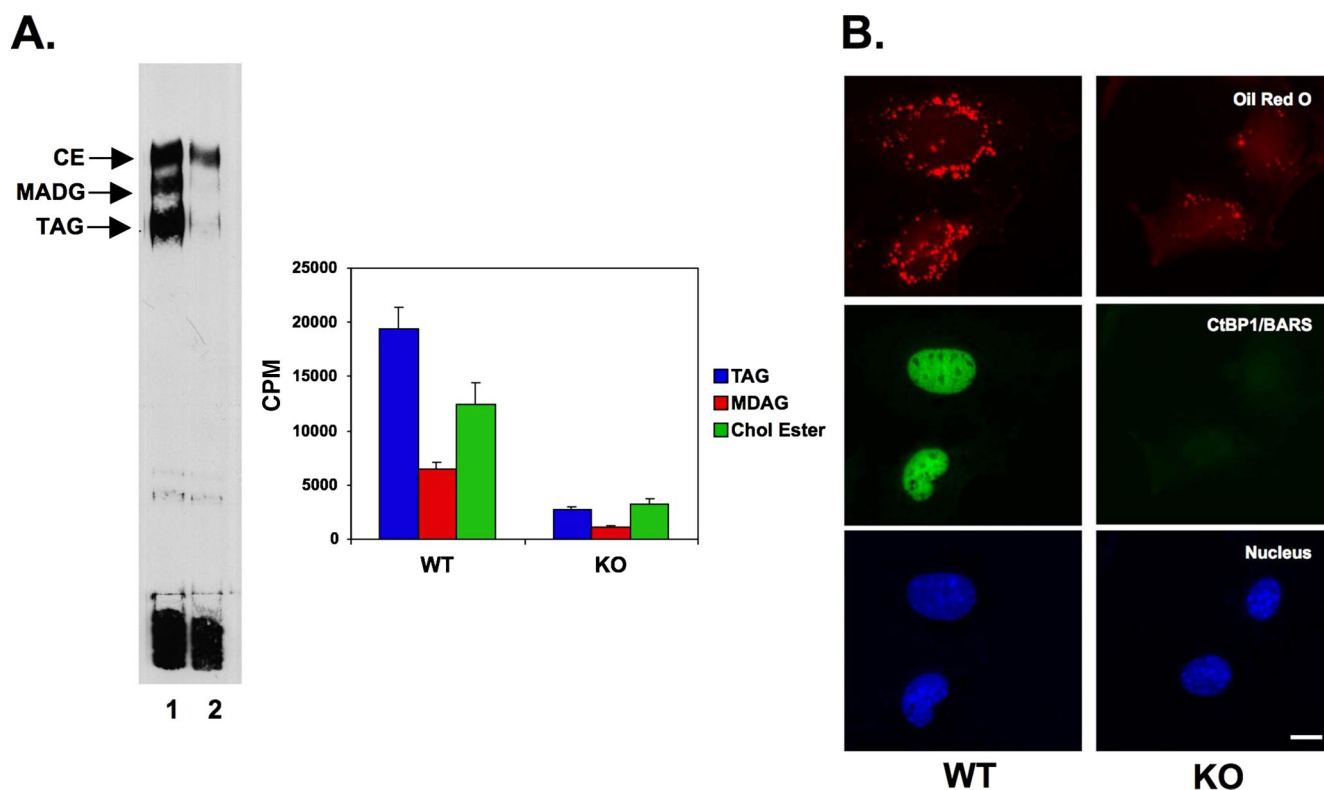 A.
CE
MADG
TAG
1 2
25000
20000
15000
10000
5000
0
CPM
WT KO
TAG
MDAG
Chol Ester
B.
Oil Red O
CtBP1/BARS
Nucleus
WT KO